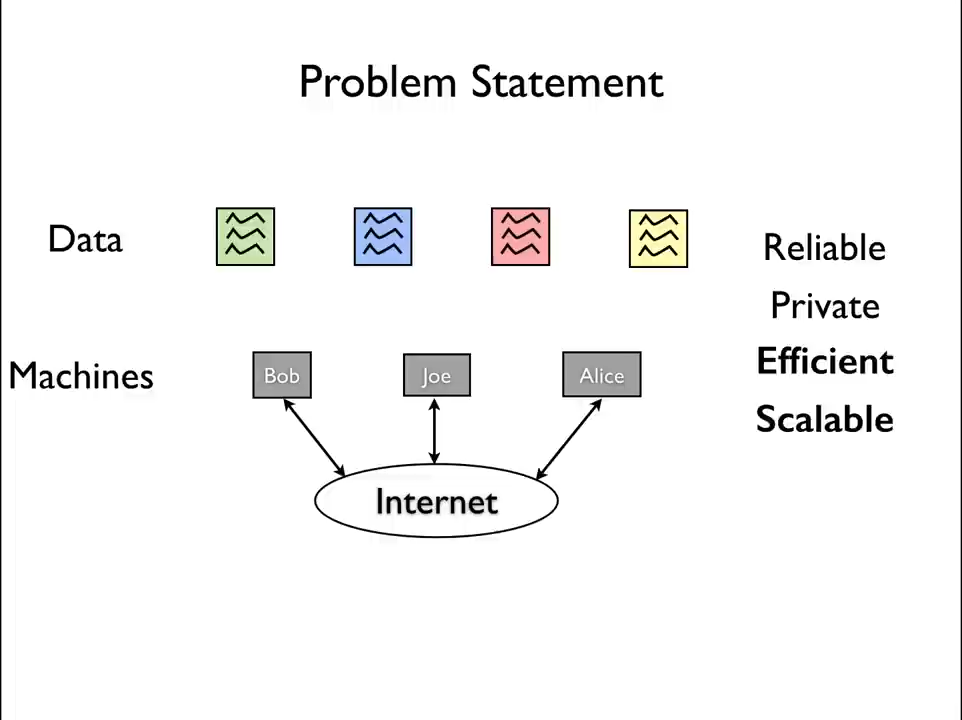 Problem Statement
Data
Reliable
Private
Machines
Bob
Joe
Alice
Efficient
Scalable
Internet